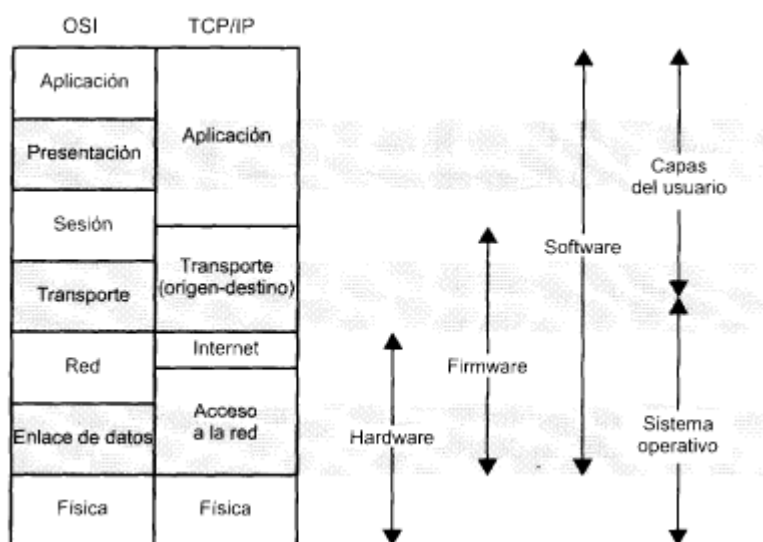 OSI
TCP/IP
Aplicación
Presentación
Sesión
Transporte
Red
Enlace de datos
Física
Aplicación
Transporte
(origen-destino)
Internet
Acceso
a la red
Física
Hardware
Firmware
Software
Capas
del usuario
Sistema
operativo